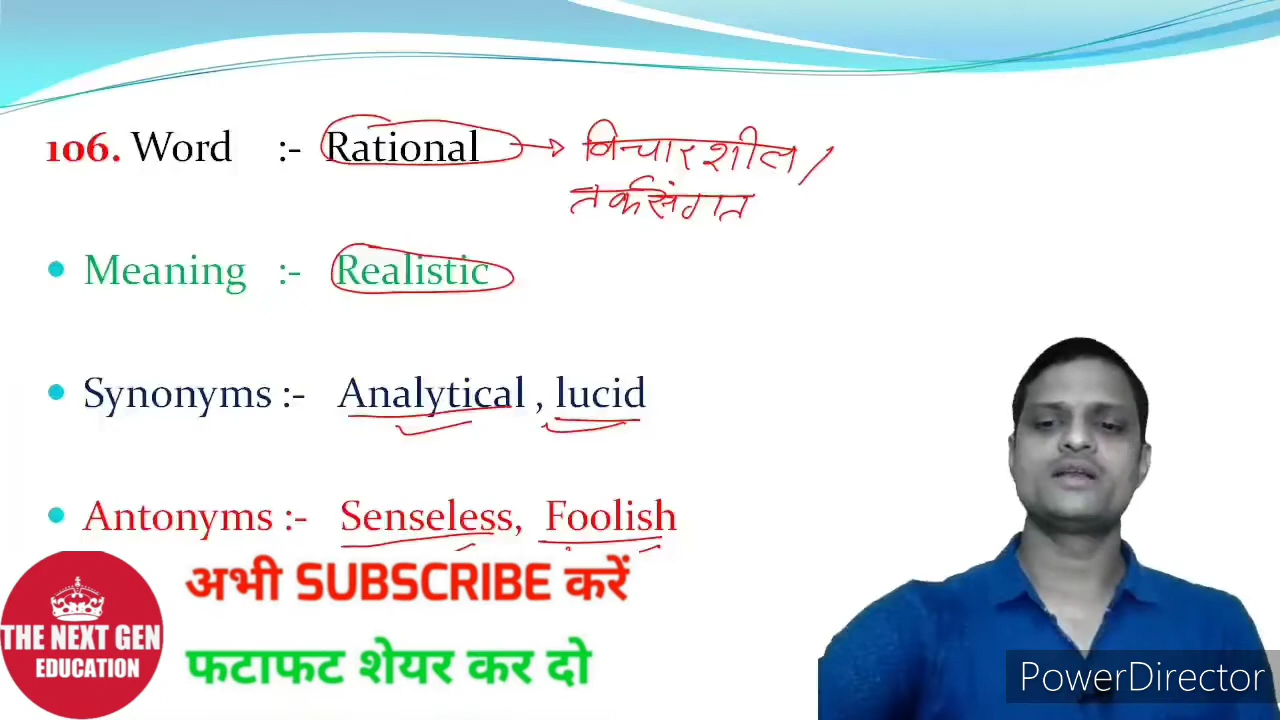 106. Word :- Rational → विचारशील /
तर्कसंगत
• Meaning :- Realistic
• Synonyms :- Analytical , lucid
• Antonyms :- Senseless, Foolish
THE NEXT GEN
EDUCATION
अभी SUBSCRIBE करें
फटाफट शेयर कर दो
PowerDirector